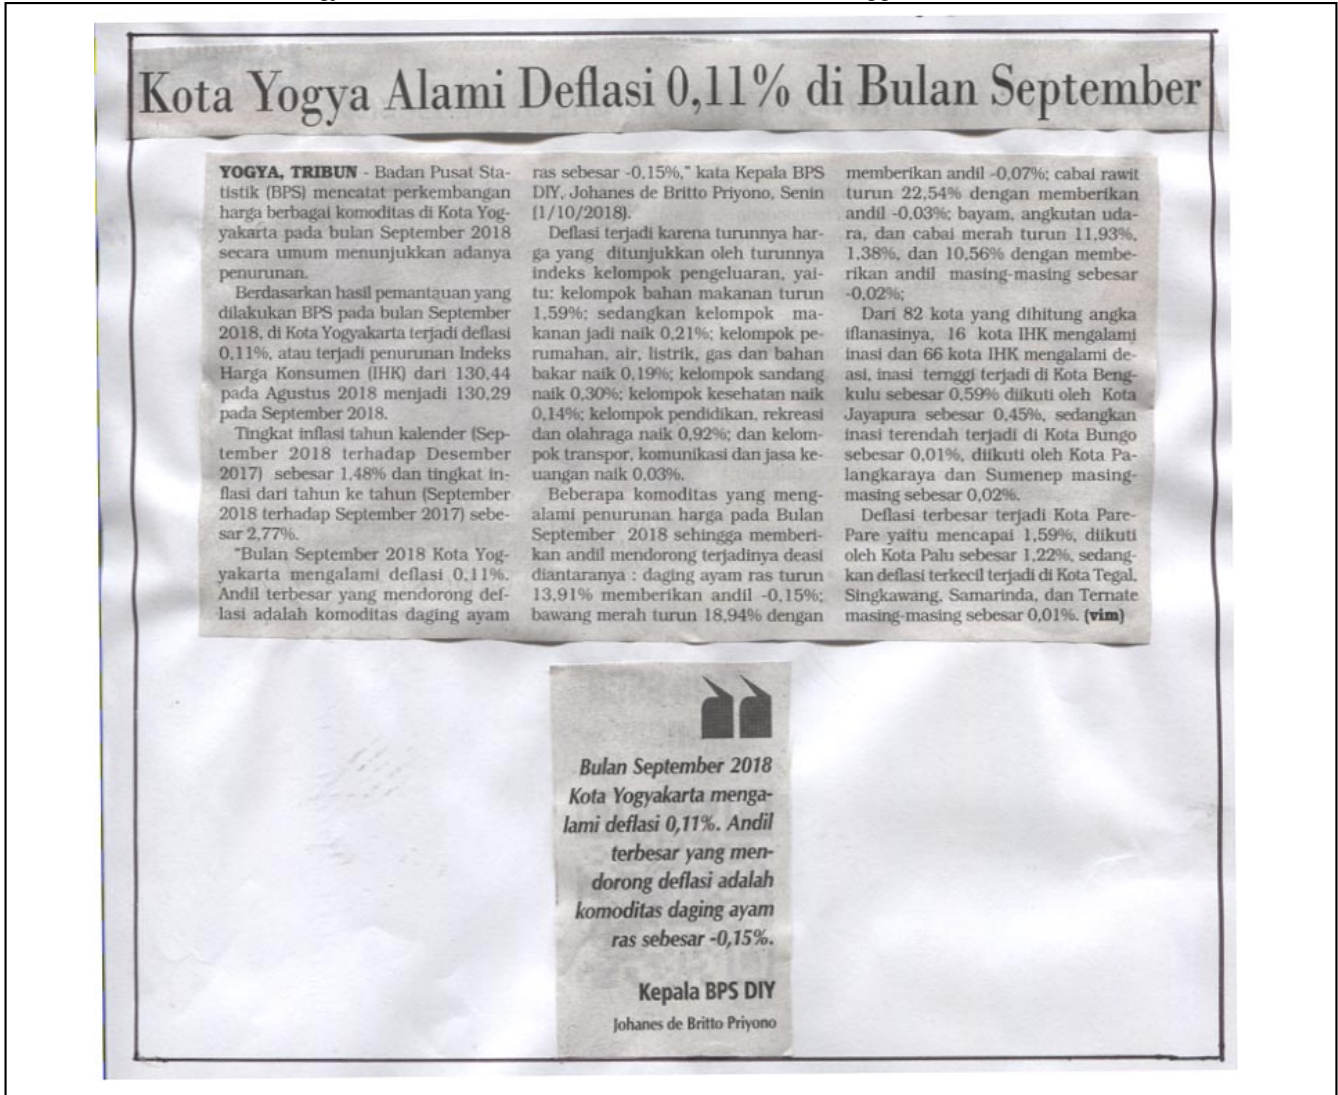 Kota Yogya Alami Deflasi 0,11% di Bulan September
YOGYA, TRIBUN - Badan Pusat Sta-
tistik (BPS) mencatat perkembangan
harga berbagai komoditas di Kota Yog-
yakarta pada bulan September 2018
secara umum menunjukkan adanya
penurunan.
Berdasarkan hasil pemantauan yang
dilakukan BPS pada bulan September
2018, di Kota Yogyakarta terjadi deflasi
0,11%, atau terjadi penurunan Indeks
Harga Konsumen (IHK) dari 130,44
pada Agustus 2018 menjadi 130,29
pada September 2018.
Tingkat inflasi tahun kalender (Sep-
tember 2018 terhadap Desember
2017) sebesar 1,48% dan tingkat in-
flasi dari tahun ke tahun (September
2018 terhadap September 2017) sebe-
sar 2,77%.
"Bulan September 2018 Kota Yog-
yakarta mengalami deflasi 0,11%.
Andil terbesar yang mendorong def-
lasi adalah komoditas daging ayam
ras sebesar -0,15%," kata Kepala BPS
DIY, Johanes de Britto Priyono, Senin
(1/10/2018).
Deflasi terjadi karena turunnya har-
ga yang ditunjukkan oleh turunnya
indeks kelompok pengeluaran, yai-
tu: kelompok bahan makanan turun
1,59%; sedangkan kelompok ma-
kanan jadi naik 0,21%; kelompok pe-
rumahan, air, listrik, gas dan bahan
bakar naik 0,19%; kelompok sandang
naik 0,30%; kelompok kesehatan naik
0,14%; kelompok pendidikan, rekreasi
dan olahraga naik 0,92%; dan kelom-
pok transpor, komunikasi dan jasa ke-
uangan naik 0,03%.
Beberapa komoditas yang meng-
alami penurunan harga pada Bulan
September 2018 sehingga memberi-
kan andil mendorong terjadinya deasi
diantaranya : daging ayam ras turun
13,91% memberikan andil -0,15%;
bawang merah turun 18,94% dengan
memberikan andil -0,07%; cabai rawit
turun 22,54% dengan memberikan
andil -0,03%; bayam, angkutan uda-
ra, dan cabai merah turun 11,93%,
1,38%, dan 10,56% dengan membe-
rikan andil masing-masing sebesar
-0,02%;
Dari 82 kota yang dihitung angka
iflanasinya, 16 kota IHK mengalami
inasi dan 66 kota IHK mengalami de-
asi, inasi ternggi terjadi di Kota Beng-
kulu sebesar 0,59% diikuti oleh Kota
Jayapura sebesar 0,45%, sedangkan
inasi terendah terjadi di Kota Bungo
sebesar 0,01%, diikuti oleh Kota Pa-
langkaraya dan Sumenep masing-
masing sebesar 0,02%.
Deflasi terbesar terjadi Kota Pare-
Pare yaitu mencapai 1,59%, diikuti
oleh Kota Palu sebesar 1,22%, sedang-
kan deflasi terkecil terjadi di Kota Tegal,
Singkawang, Samarinda, dan Ternate
masing-masing sebesar 0,01%. (vim)
Bulan September 2018
Kota Yogyakarta menga-
lami deflasi 0,11%. Andil
terbesar yang men-
dorong deflasi adalah
komoditas daging ayam
ras sebesar -0,15%.
Kepala BPS DIY
Johanes de Britto Priyono